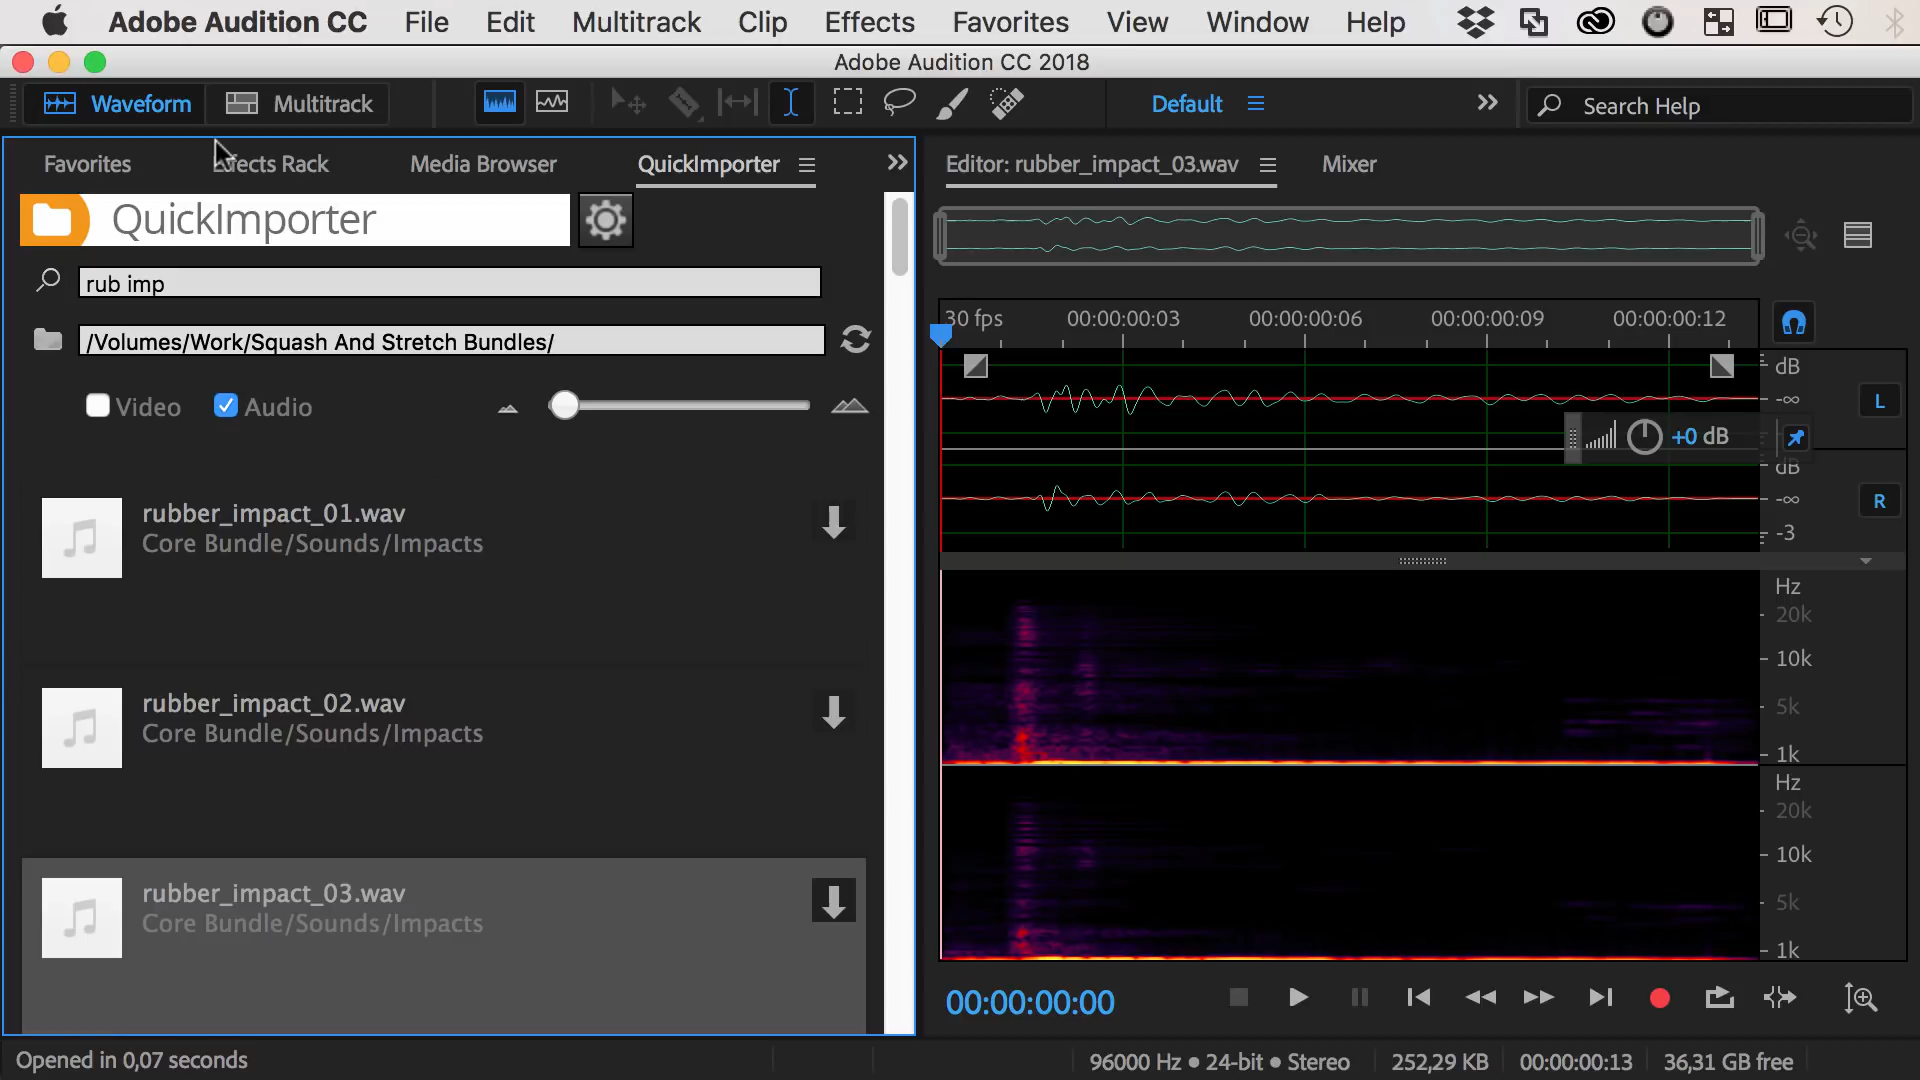 Adobe Audition CC File Edit Multitrack Clip Effects Favorites View Window Help
Adobe Audition CC 2018
Waveform Multitrack Default Search Help
Favorites Effects Rack Media Browser QuickImporter Editor: rubber_impact_03.wav Mixer
QuickImporter
rub imp
/Volumes/Work/Squash And Stretch Bundles/
Video Audio
rubber_impact_01.wav
Core Bundle/Sounds/Impacts
rubber_impact_02.wav
Core Bundle/Sounds/Impacts
rubber_impact_03.wav
Core Bundle/Sounds/Impacts
30 fps 00:00:00:03 00:00:00:06 00:00:00:09 00:00:00:12
dB
-∞ L
+0 dB
dB
-∞ R
-3
Hz
20k
10k
5k
1k
Hz
20k
10k
5k
1k
00:00:00:00
Opened in 0,07 seconds 96000 Hz ● 24-bit ● Stereo 252,29 KB 00:00:00:13 36,31 GB free